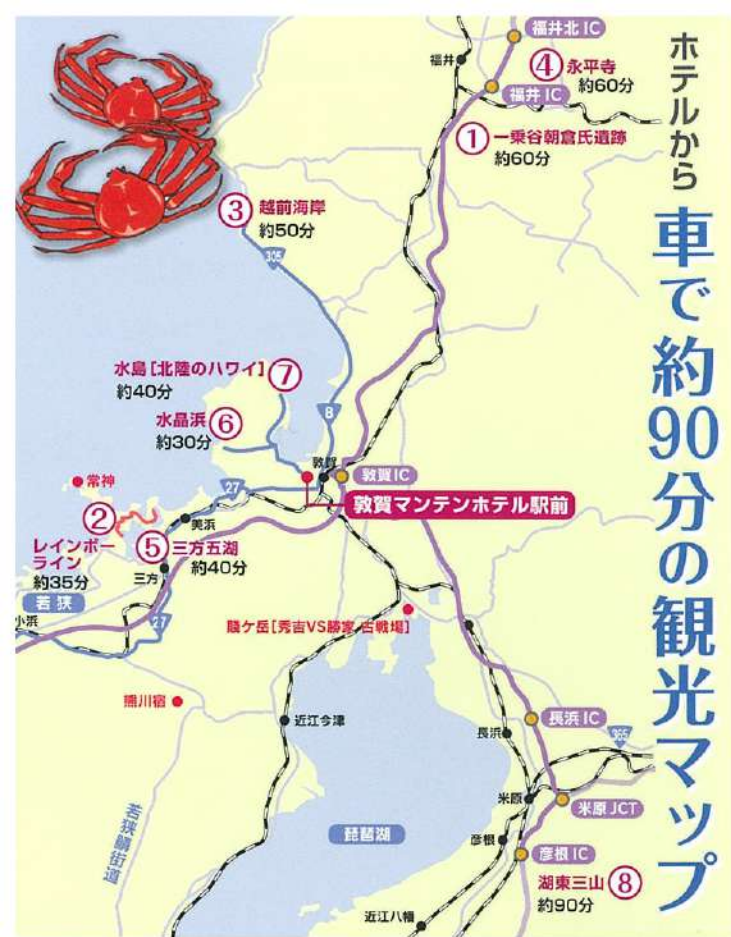 ホテルから
車で約90分の観光マップ
福井北IC
福井
④ 永平寺
約60分
福井IC
① 一乗谷朝倉氏遺跡
約60分
③ 越前海岸
約50分
305
水島[北陸のハワイ] ⑦
約40分
水晶浜 ⑥
約30分
8
敦賀
敦賀IC
敦賀マンテンホテル駅前
常神
27
②
美浜
レインボー
ライン
約35分
⑤ 三方五湖
約40分
三方
若狭
小浜
27
賤ケ岳[秀吉VS勝家 古戦場]
熊川宿
近江今津
長浜
長浜IC
365
若狭鯖街道
米原
米原JCT
琵琶湖
彦根
彦根IC
湖東三山 ⑧
約90分
近江八幡